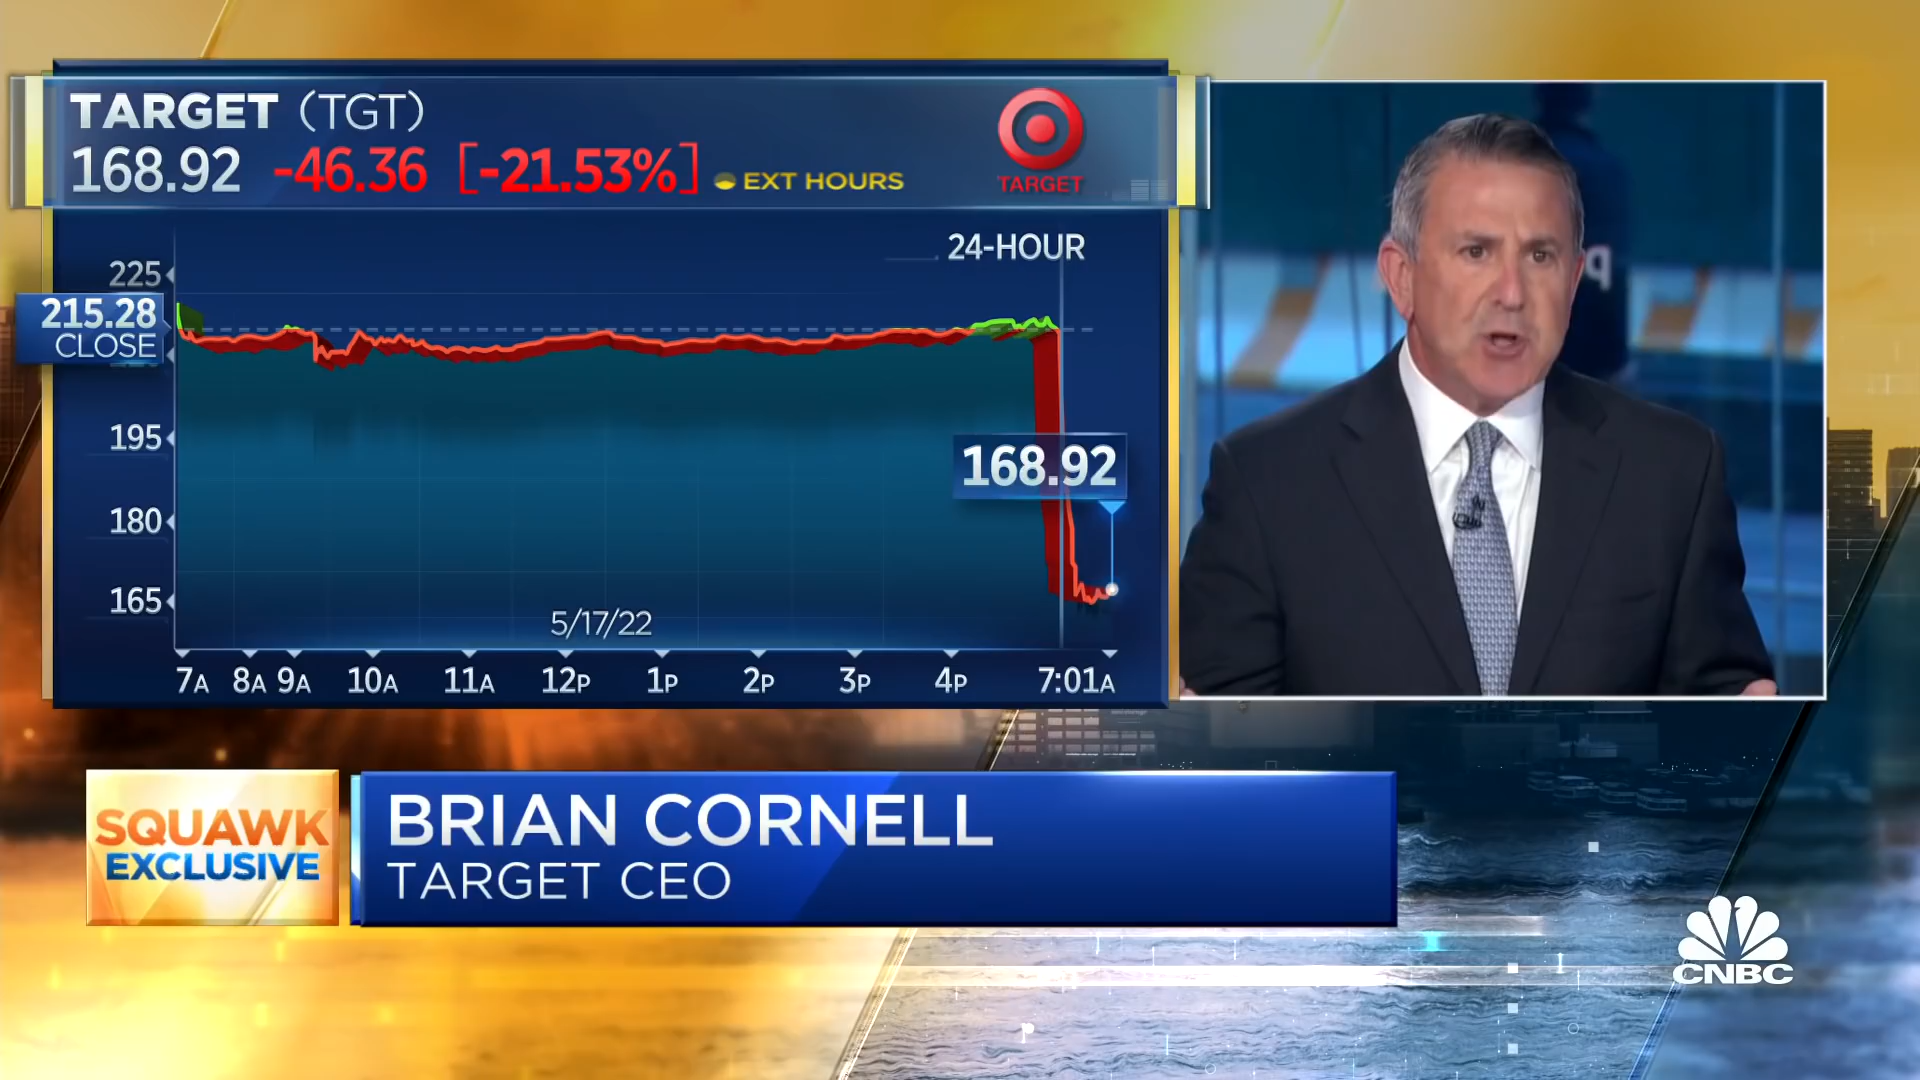 TARGET (TGT)
168.92 -46.36 [-21.53%] EXT HOURS
TARGET
24-HOUR
225
215.28
CLOSE
195
180
165
168.92
5/17/22
7A 8A 9A 10A 11A 12P 1P 2P 3P 4P 7:01A
SQUAWK
EXCLUSIVE
BRIAN CORNELL
TARGET CEO
CNBC